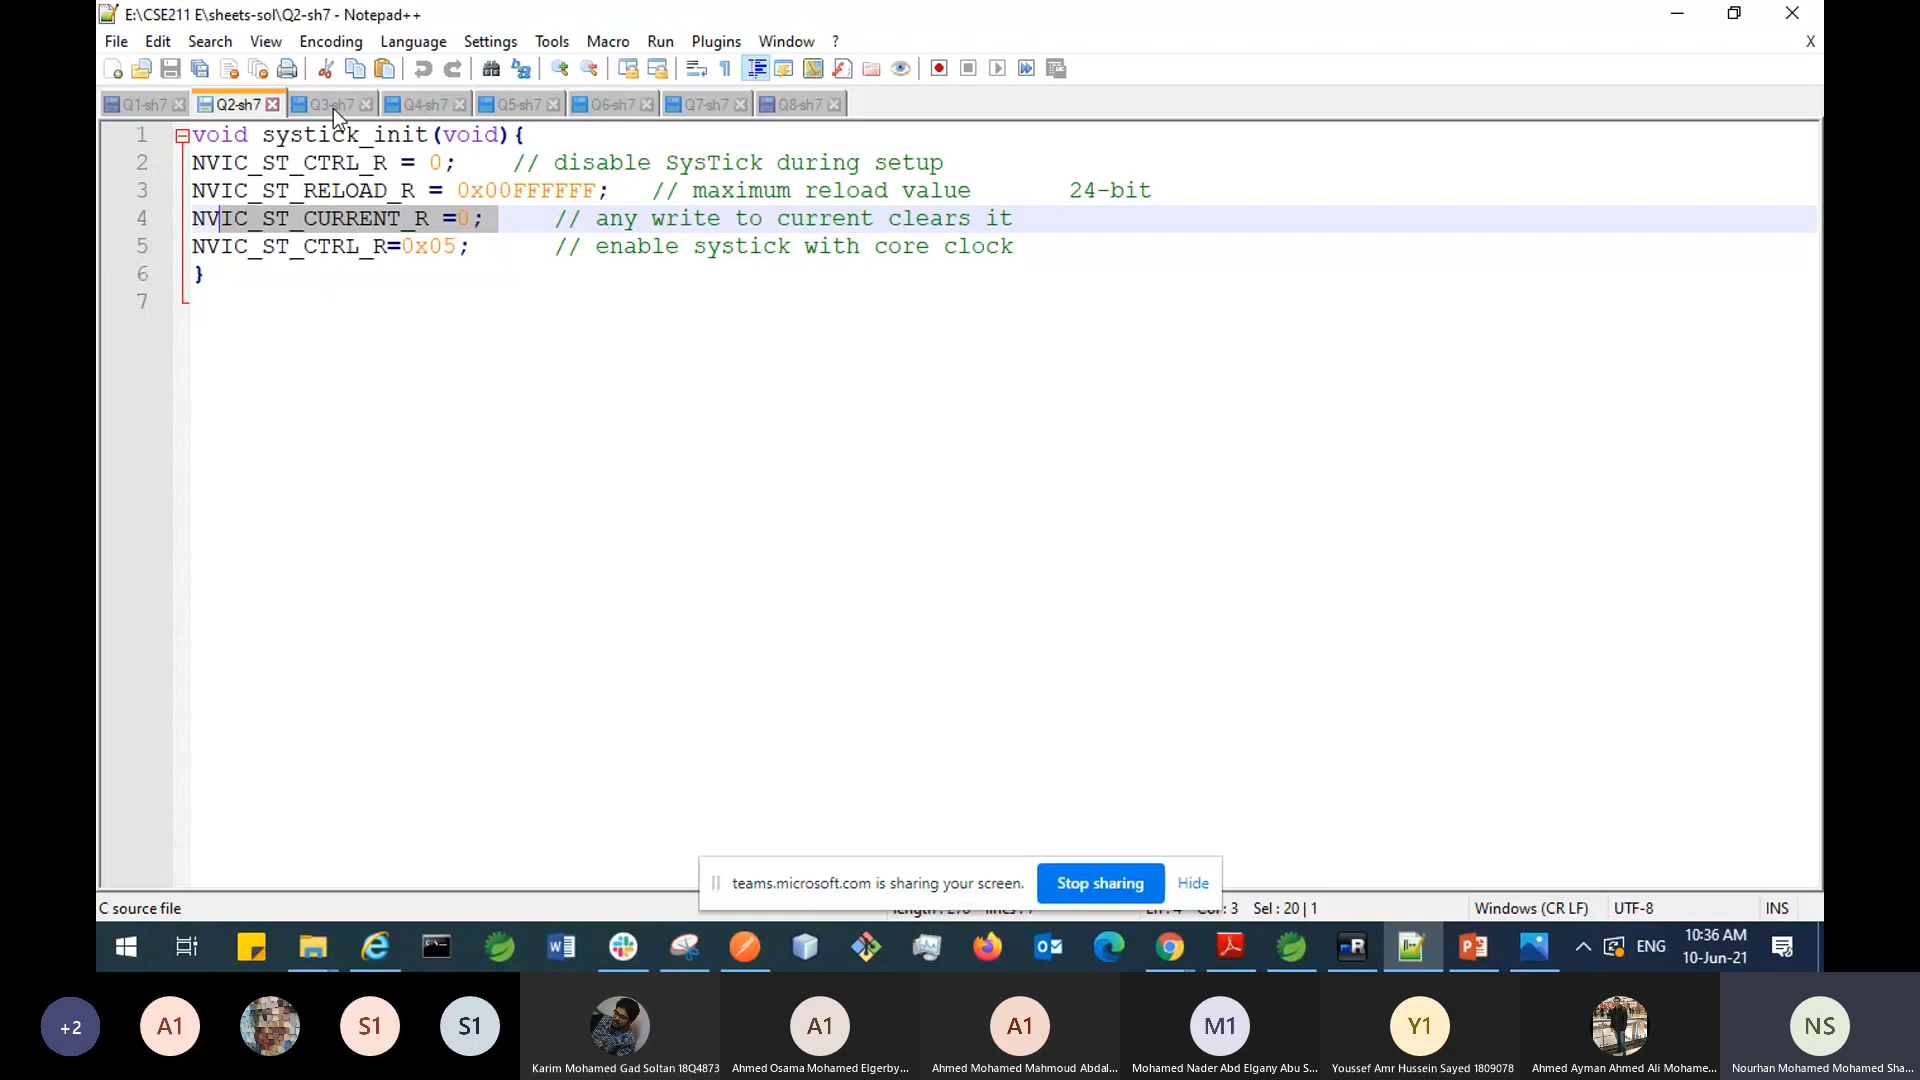 E:\CSE211 E\sheets-sol\Q2-sh7 - Notepad++
File Edit Search View Encoding Language Settings Tools Macro Run Plugins Window ? X
Q1-sh7 Q2-sh7 Q3-sh7 Q4-sh7 Q5-sh7 Q6-sh7 Q7-sh7 Q8-sh7
1 void systick_init(void){
2 NVIC_ST_CTRL_R = 0; // disable SysTick during setup
3 NVIC_ST_RELOAD_R = 0x00FFFFFF; // maximum reload value 24-bit
4 NVIC_ST_CURRENT_R =0; // any write to current clears it
5 NVIC_ST_CTRL_R=0x05; // enable systick with core clock
6 }
7
teams.microsoft.com is sharing your screen. Stop sharing Hide
C source file Sel : 20 | 1 Windows (CR LF) UTF-8 INS
ENG 10:36 AM
10-Jun-21
+2 A1 S1 S1 A1 A1 M1 Y1 NS
Karim Mohamed Gad Soltan 18Q4873 Ahmed Osama Mohamed Elgerby... Ahmed Mohamed Mahmoud Abdal... Mohamed Nader Abd Elgany Abu S... Youssef Amr Hussein Sayed 1809078 Ahmed Ayman Ahmed Ali Mohame... Nourhan Mohamed Mohamed Sha...